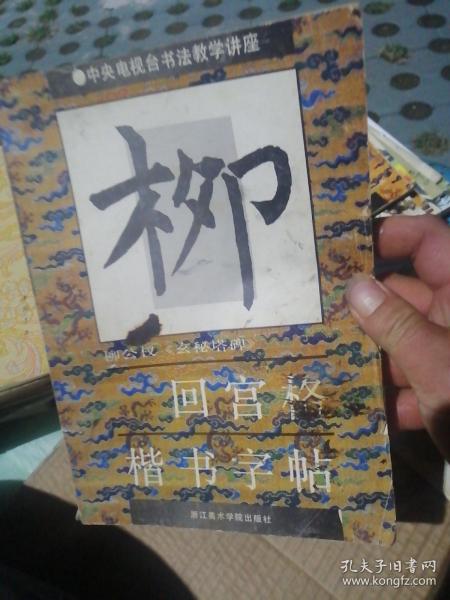 ●中央电视台书法教学讲座
柳
柳公权《玄秘塔碑》
回宫格
楷书字帖
浙江美术学院出版社
孔夫子旧书网
www.kongfz.com